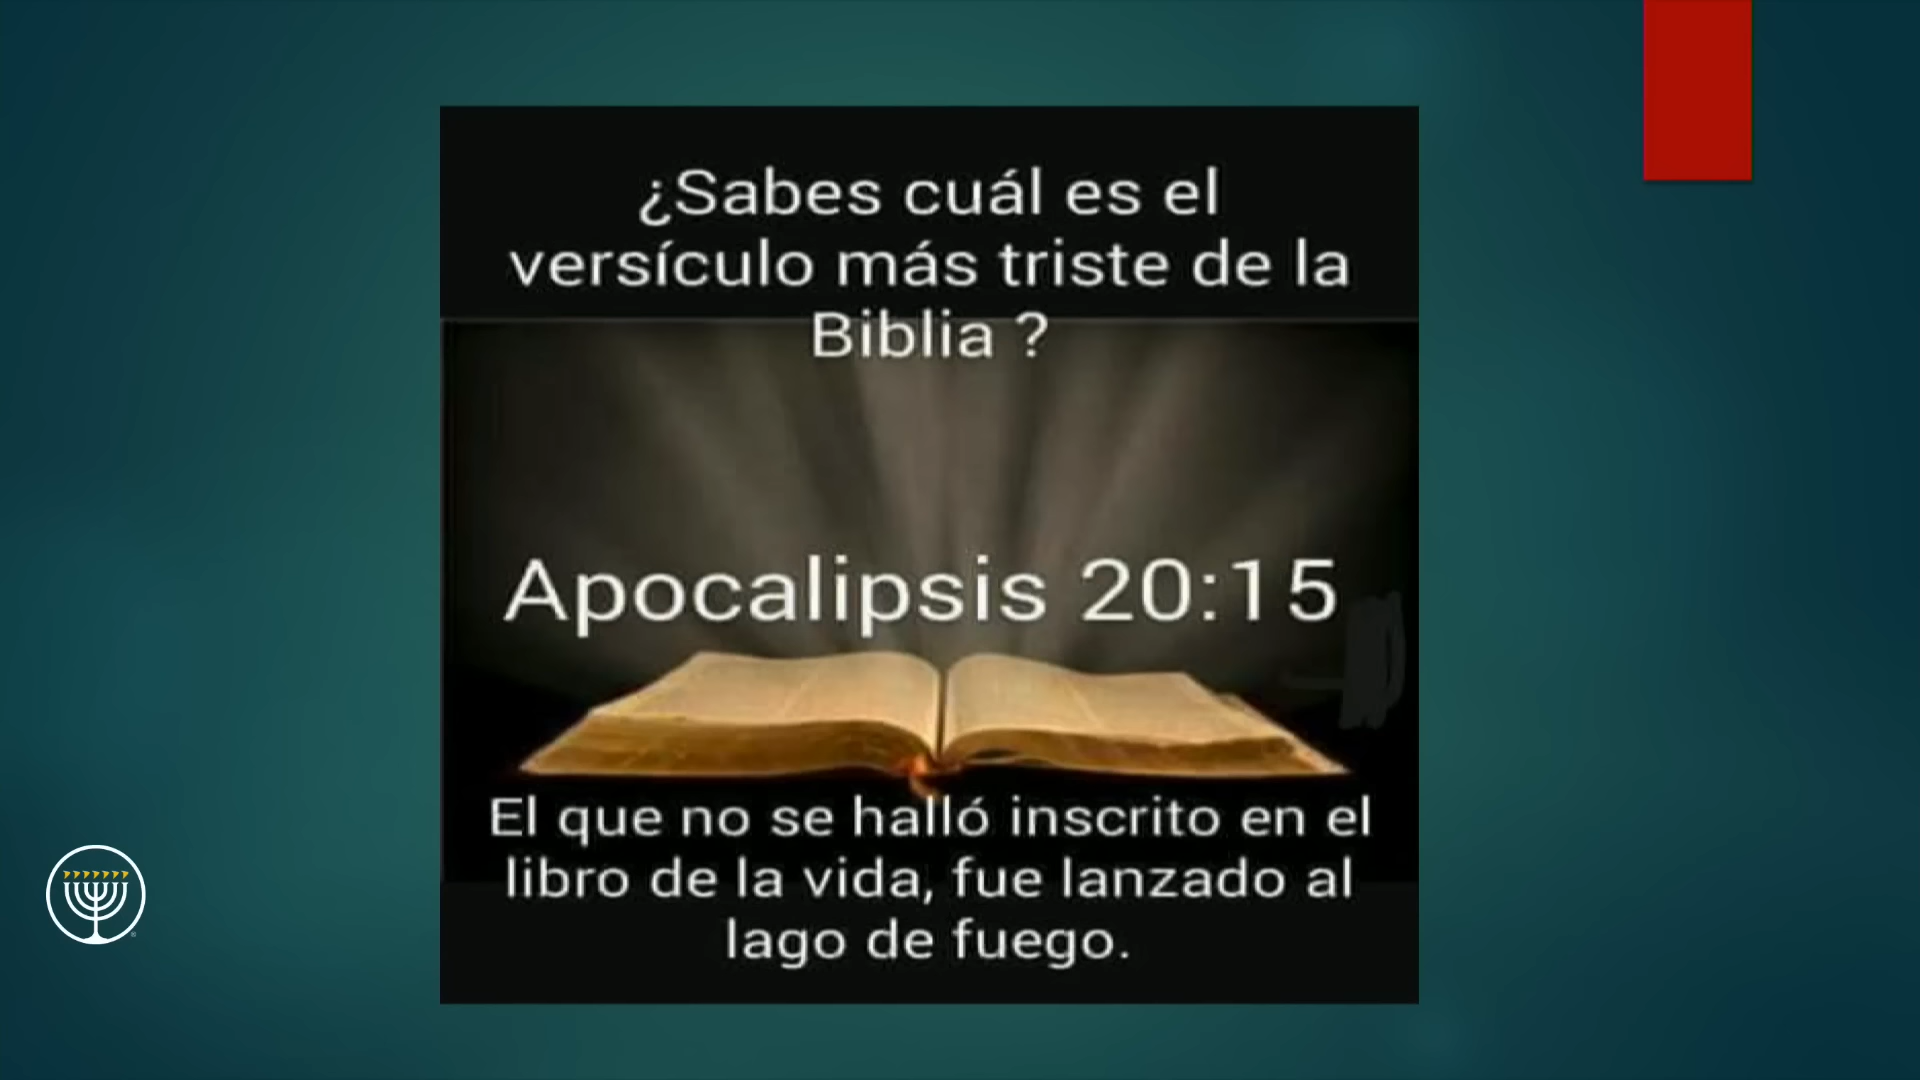 ¿Sabes cuál es el
versículo más triste de la
Biblia ?
Apocalipsis 20:15
El que no se halló inscrito en el
libro de la vida, fue lanzado al
lago de fuego.